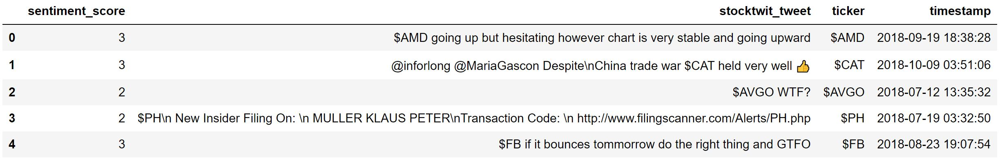 sentiment_score stocktwit_tweet ticker timestamp
0 3 $AMD going up but hesitating however chart is very stable and going upward $AMD 2018-09-19 18:38:28
1 3 @inforlong @MariaGascon Despite\nChina trade war $CAT held very well 👍 $CAT 2018-10-09 03:51:06
2 2 $AVGO WTF? $AVGO 2018-07-12 13:35:32
3 2 $PH\n New Insider Filing On: \n MULLER KLAUS PETER\nTransaction Code: \n http://www.filingscanner.com/Alerts/PH.php $PH 2018-07-19 03:32:50
4 3 $FB if it bounces tommorrow do the right thing and GTFO $FB 2018-08-23 19:07:54